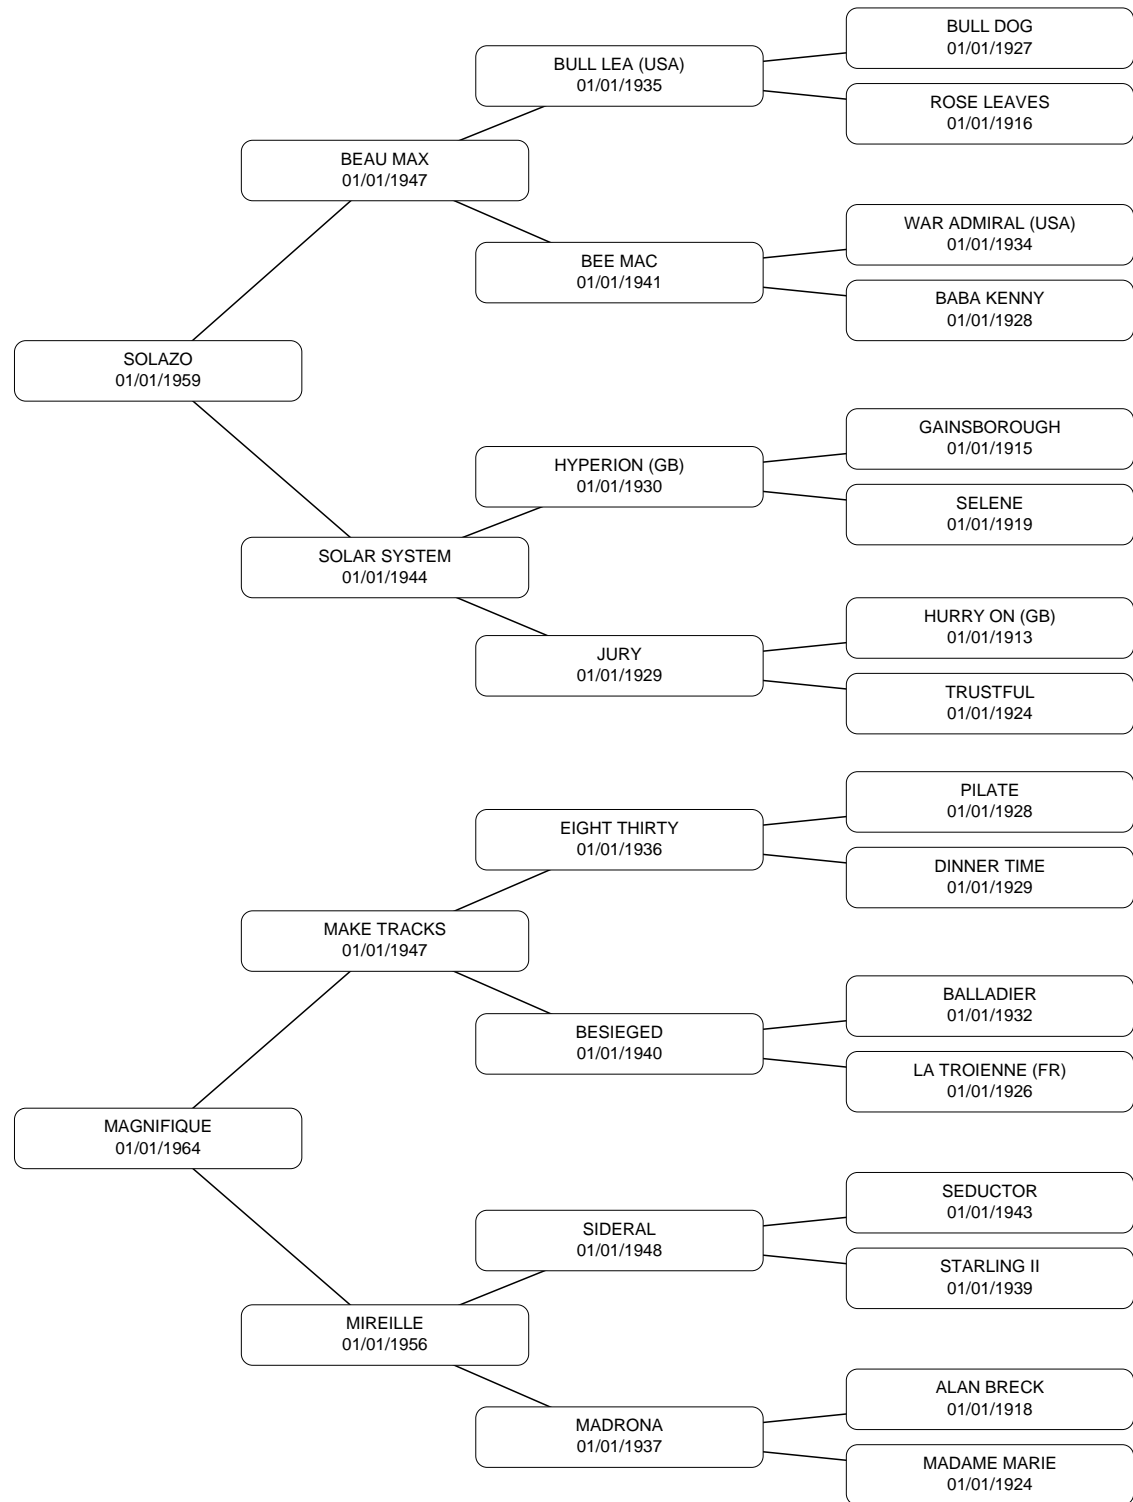 BULL DOG
01/01/1927
BULL LEA (USA)
01/01/1935
ROSE LEAVES
01/01/1916
BEAU MAX
01/01/1947
WAR ADMIRAL (USA)
01/01/1934
BEE MAC
01/01/1941
BABA KENNY
01/01/1928
SOLAZO
01/01/1959
GAINSBOROUGH
01/01/1915
HYPERION (GB)
01/01/1930
SELENE
01/01/1919
SOLAR SYSTEM
01/01/1944
HURRY ON (GB)
01/01/1913
JURY
01/01/1929
TRUSTFUL
01/01/1924
PILATE
01/01/1928
EIGHT THIRTY
01/01/1936
DINNER TIME
01/01/1929
MAKE TRACKS
01/01/1947
BALLADIER
01/01/1932
BESIEGED
01/01/1940
LA TROIENNE (FR)
01/01/1926
MAGNIFIQUE
01/01/1964
SEDUCTOR
01/01/1943
SIDERAL
01/01/1948
STARLING II
01/01/1939
MIREILLE
01/01/1956
ALAN BRECK
01/01/1918
MADRONA
01/01/1937
MADAME MARIE
01/01/1924